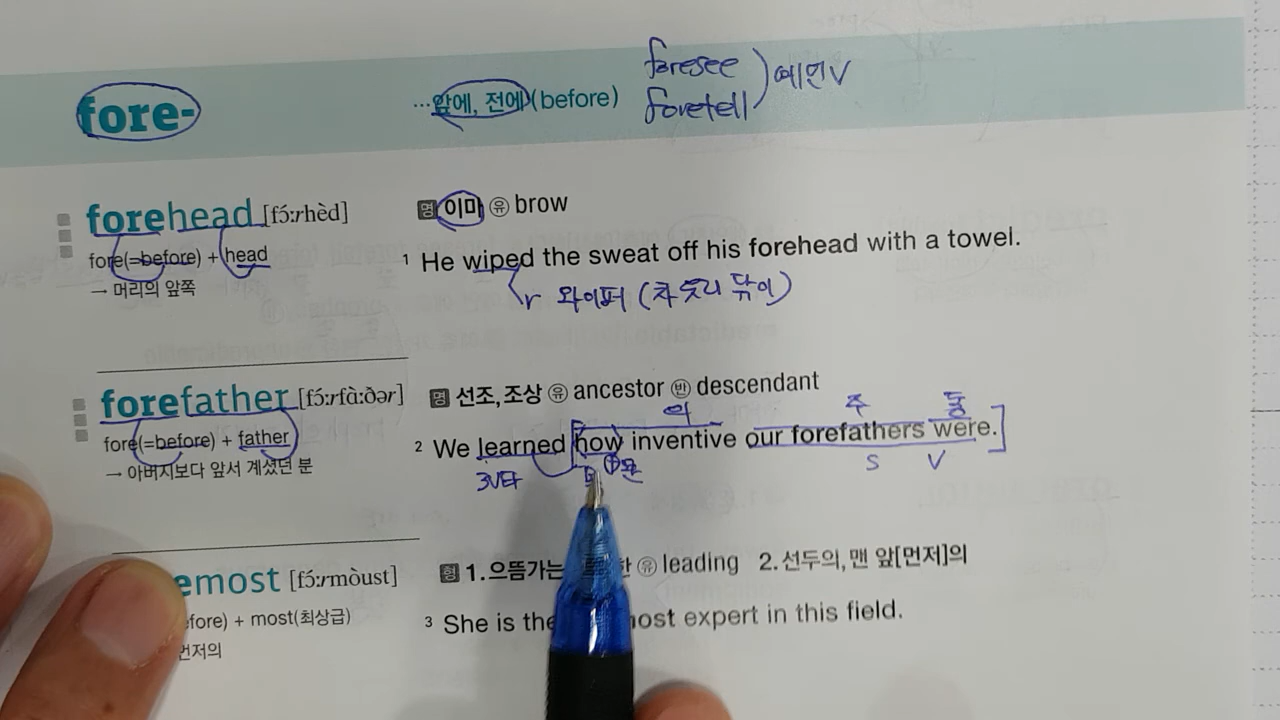 fore- …앞에, 전에 (before) foresee
foretell 예언V
forehead [fɔ́ːrhèd] 명 이마 유 brow
fore(=before) + head
→ 머리의 앞쪽
1 He wiped the sweat off his forehead with a towel.
와이퍼 (차 유리 닦이)
forefather [fɔ́ːrfàːðər] 명 선조, 조상 유 ancestor 반 descendant
fore(=before) + father
→ 아버지보다 앞서 계셨던 분
의 주 동
2 We learned how inventive our forefathers were.
3V타 S V
emost [fɔ́ːrmòust] 형 1. 으뜸가는 한 유 leading 2. 선두의, 맨 앞[먼저]의
efore) + most(최상급)
먼저의
3 She is the most expert in this field.